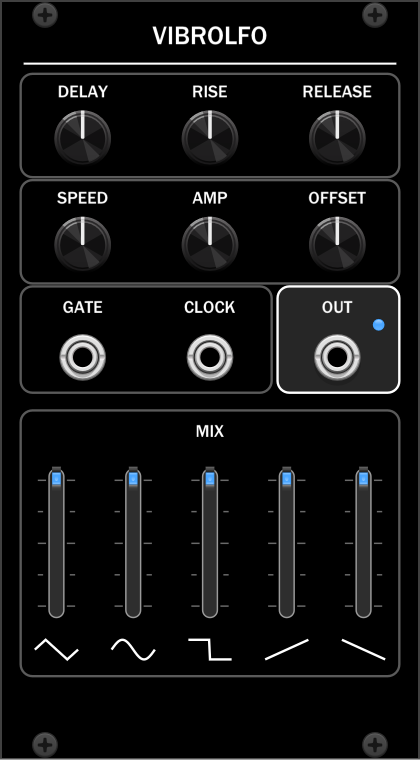 VIBROLFO
DELAY RISE RELEASE
SPEED AMP OFFSET
GATE CLOCK OUT
MIX